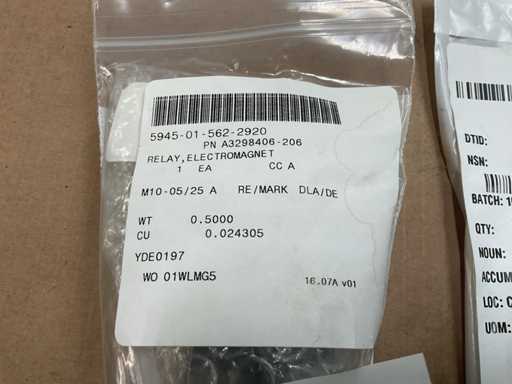 5945-01-562-2920
PN A3298406-206
RELAY,ELECTROMAGNET
1 EA CC A
M10-05/25 A RE/MARK DLA/DE
WT 0.5000
CU 0.024305
YDE0197
WO 01WLMG5
16.07A v01
DTID:
NSN:
BATCH:
QTY:
NOUN:
ACCUM
LOC: C
UOM: